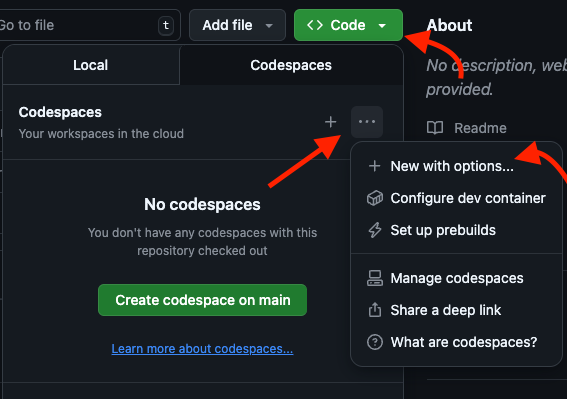 Go to file
t
Add file
Code
About
Local
Codespaces
No description, web
provided.
Codespaces
Your workspaces in the cloud
Readme
New with options...
Configure dev container
Set up prebuilds
No codespaces
You don't have any codespaces with this
repository checked out
Create codespace on main
Learn more about codespaces...
Manage codespaces
Share a deep link
What are codespaces?